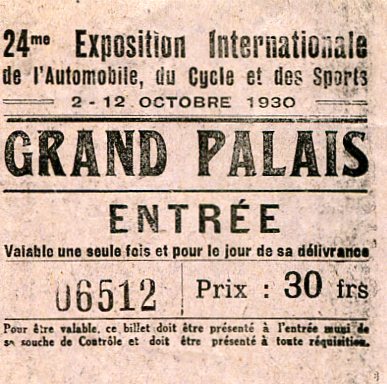 24me Exposition Internationale
de l'Automobile, du Cycle et des Sports
2 - 12 OCTOBRE 1930
GRAND PALAIS
ENTRÉE
Valable une seule fois et pour le jour de sa délivrance
06512 Prix : 30 frs
Pour être valable, ce billet doit être présenté à l'entrée muni de
sa souche de Contrôle et doit être présenté à toute réquisition.